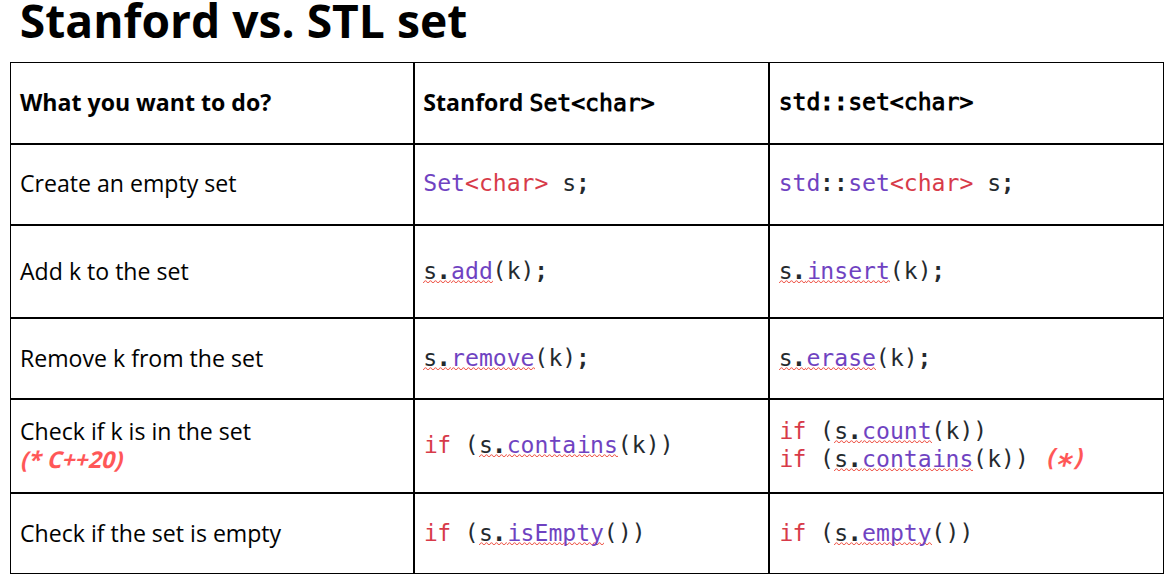 Stanford vs. STL set
What you want to do?
Stanford Set<char>
std::set<char>
Create an empty set
Set<char> s;
std::set<char> s;
Add k to the set
s.add(k);
s.insert(k);
Remove k from the set
s.remove(k);
s.erase(k);
Check if k is in the set
(* C++20)
if (s.contains(k))
if (s.count(k))
if (s.contains(k)) (*)
Check if the set is empty
if (s.isEmpty())
if (s.empty())